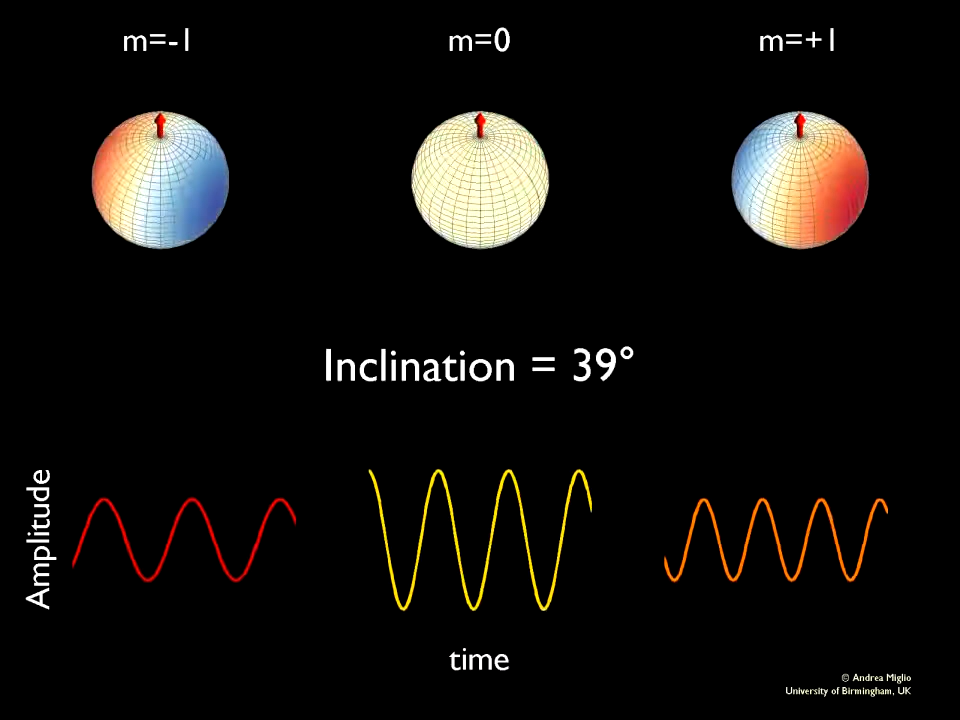 m=-1
m=0
m=+1
Inclination = 39°
Amplitude
time
© Andrea Miglio
University of Birmingham, UK